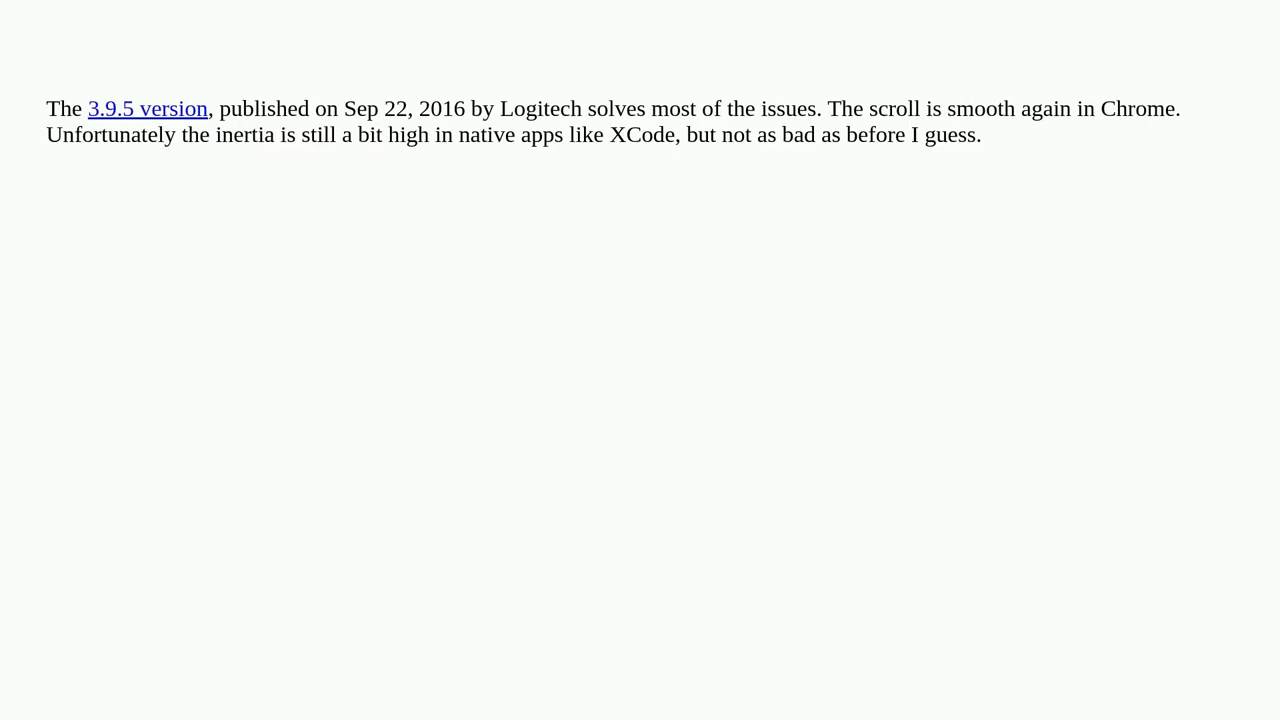 The 3.9.5 version, published on Sep 22, 2016 by Logitech solves most of the issues. The scroll is smooth again in Chrome.
Unfortunately the inertia is still a bit high in native apps like XCode, but not as bad as before I guess.